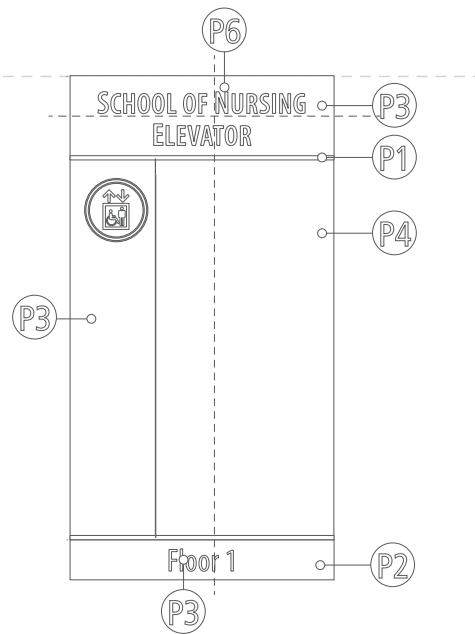 P6
SCHOOL OF NURSING
P3
ELEVATOR
P1
P4
P3
Floor 1
P2
P3